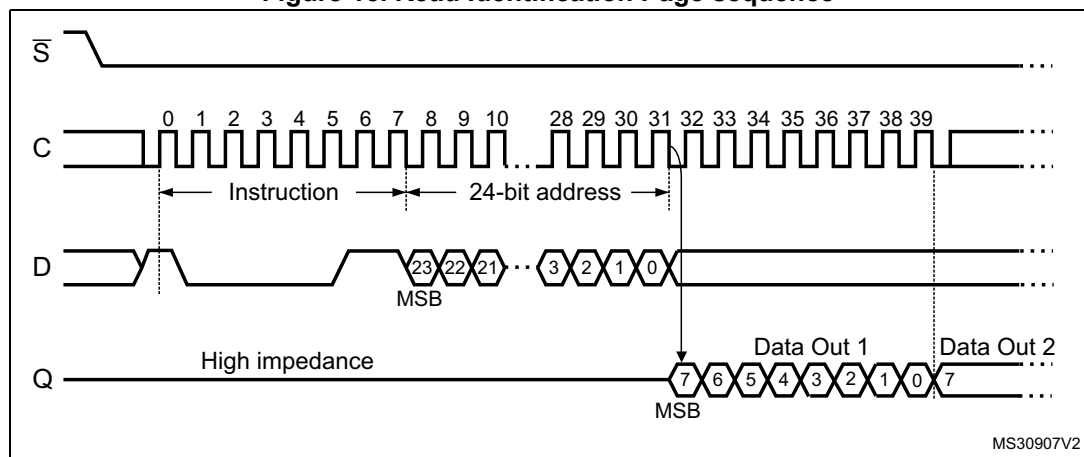 Figure 16. Read Identification Page sequence
S
0 1 2 3 4 5 6 7 8 9 10 28 29 30 31 32 33 34 35 36 37 38 39
C
Instruction 24-bit address
D 23 22 21 3 2 1 0
MSB
High impedance Data Out 1 Data Out 2
Q 7 6 5 4 3 2 1 0 7
MSB
MS30907V2